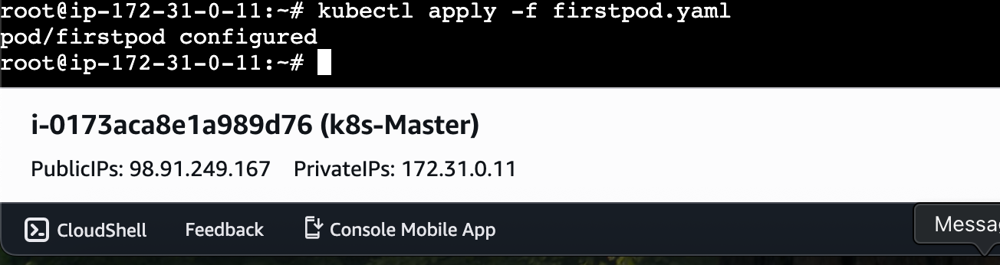 root@ip-172-31-0-11:~# kubectl apply -f firstpod.yaml
pod/firstpod configured
root@ip-172-31-0-11:~#
i-0173aca8e1a989d76 (k8s-Master)
PublicIPs: 98.91.249.167 PrivateIPs: 172.31.0.11
CloudShell Feedback Console Mobile App